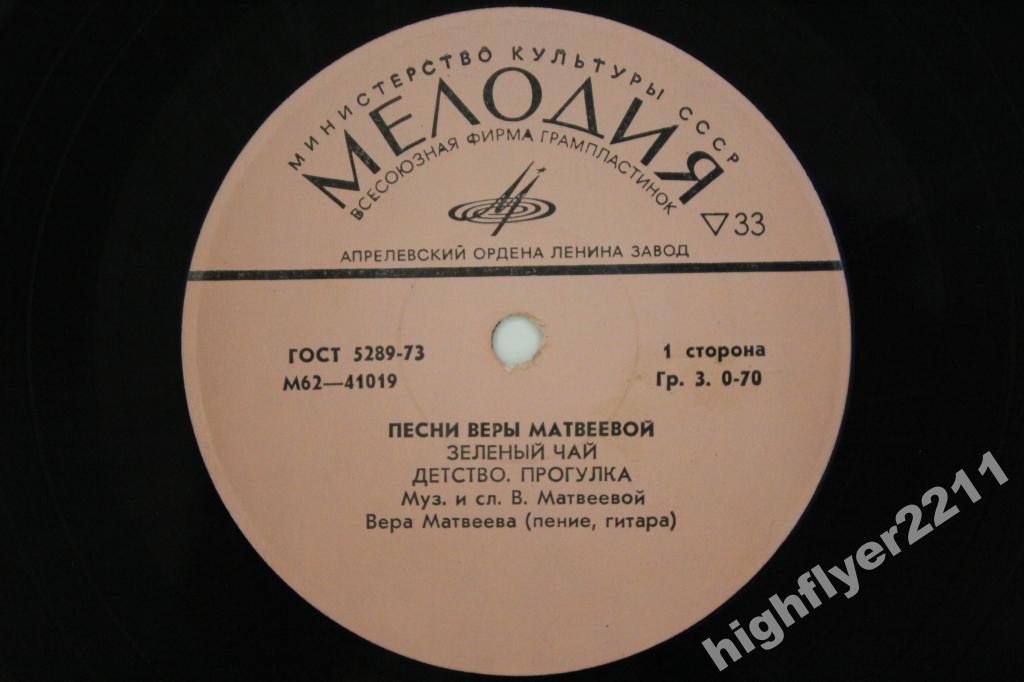 МИНИСТЕРСТВО КУЛЬТУРЫ СССР
МЕЛОДИЯ
ВСЕСОЮЗНАЯ ФИРМА ГРАМПЛАСТИНОК
▽33
АПРЕЛЕВСКИЙ ОРДЕНА ЛЕНИНА ЗАВОД
ГОСТ 5289-73
М62—41019
1 сторона
Гр. 3. 0-70
ПЕСНИ ВЕРЫ МАТВЕЕВОЙ
ЗЕЛЕНЫЙ ЧАЙ
ДЕТСТВО. ПРОГУЛКА
Муз. и сл. В. Матвеевой
Вера Матвеева (пение, гитара)
highflyer2211